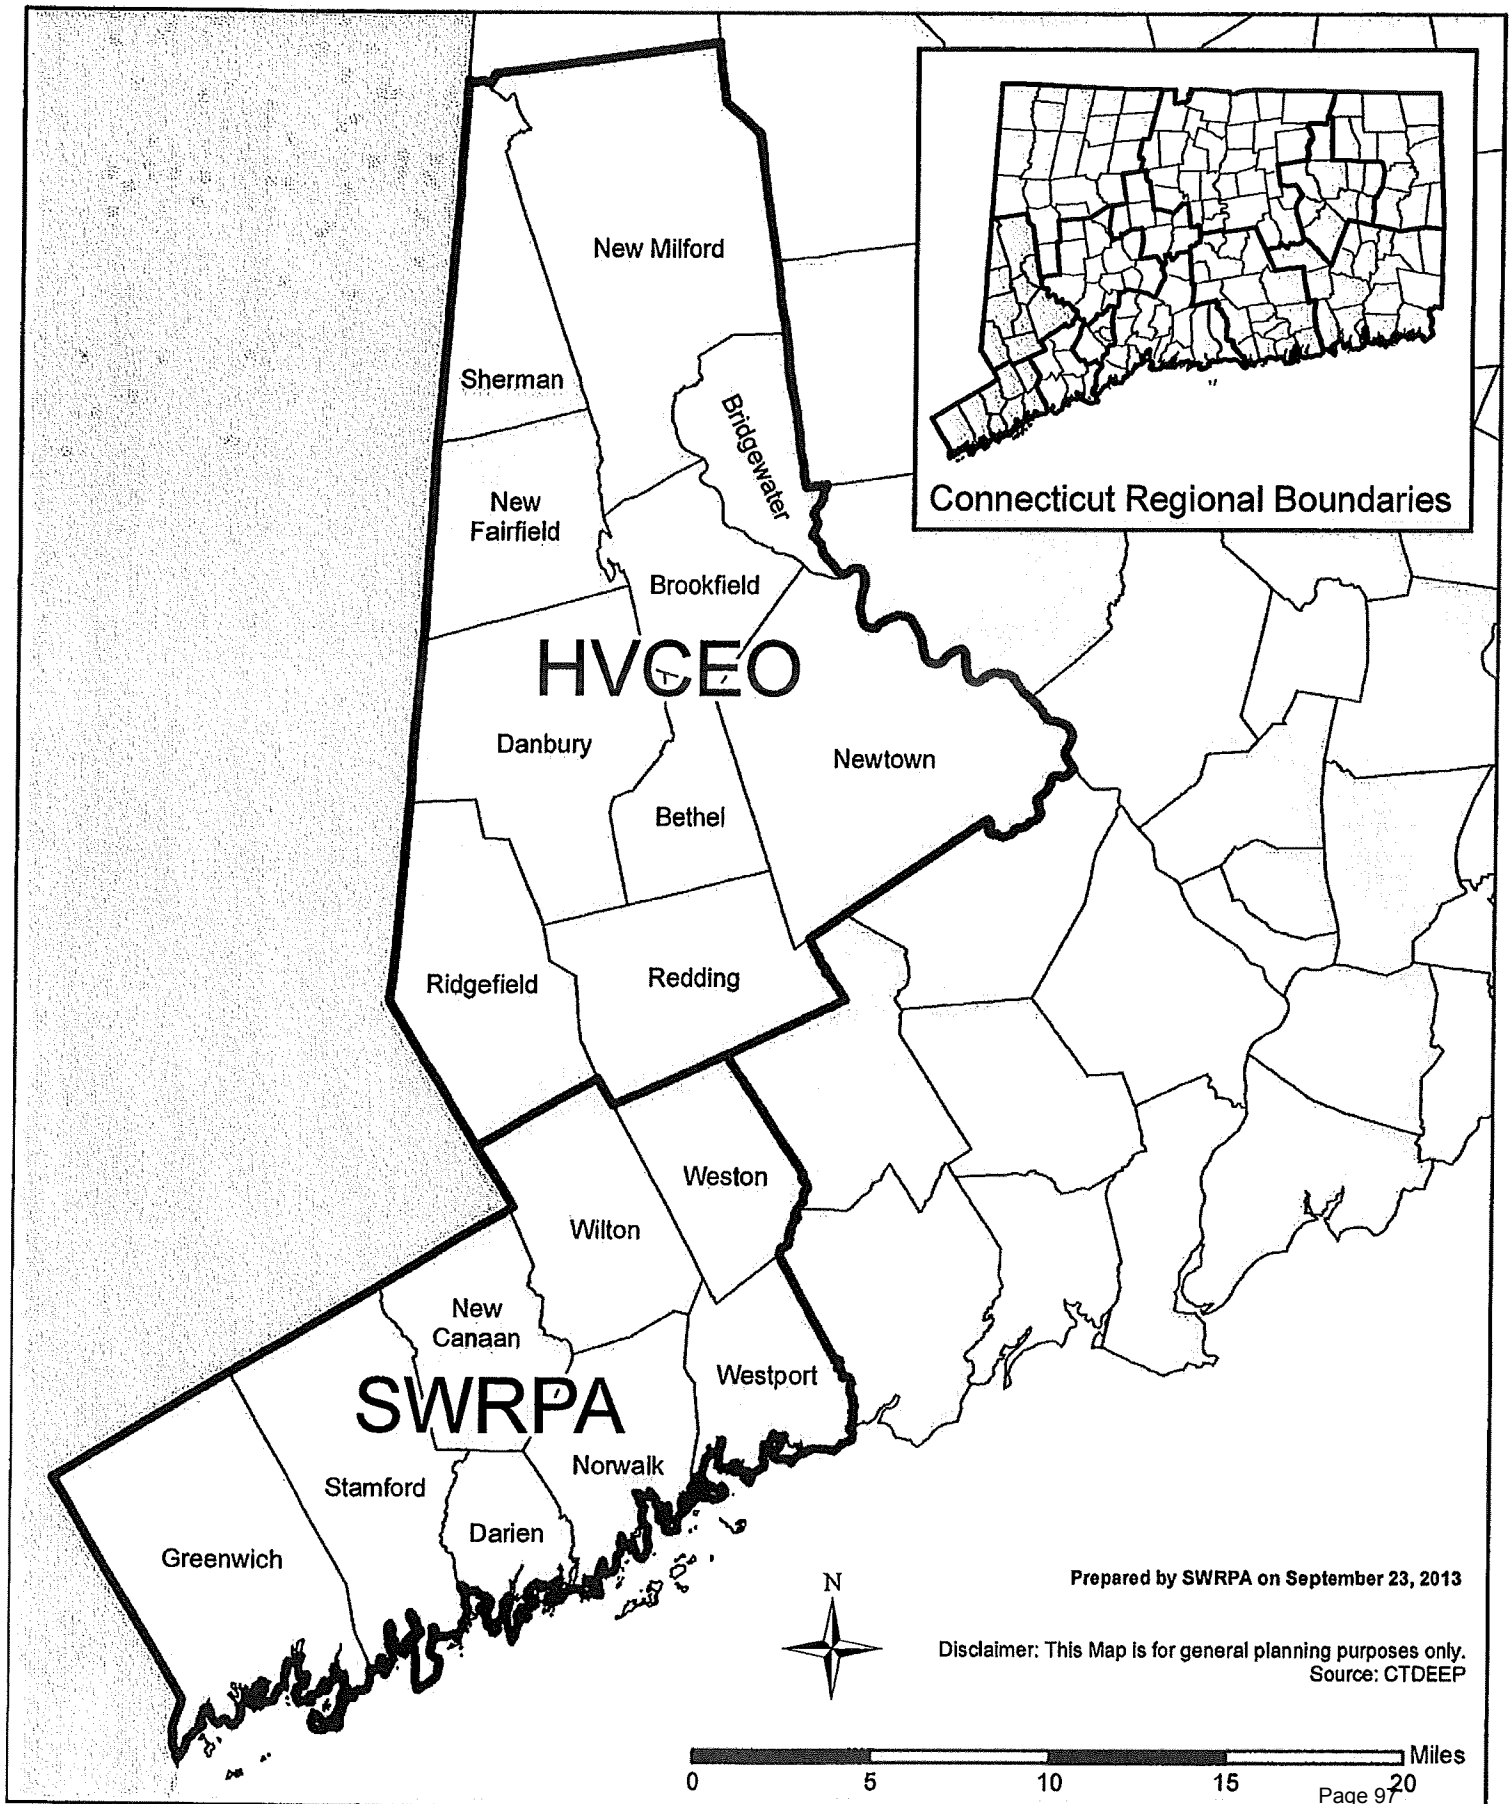 New Milford
Sherman
Bridgewater
New
Fairfield
Brookfield
HVCEO
Danbury
Newtown
Bethel
Ridgefield
Redding
Weston
Wilton
New
Canaan
Westport
SWRPA
Norwalk
Stamford
Darien
Greenwich
Connecticut Regional Boundaries
N
Prepared by SWRPA on September 23, 2013
Disclaimer: This Map is for general planning purposes only.
Source: CTDEEP
Miles
0 5 10 15 20
Page 97